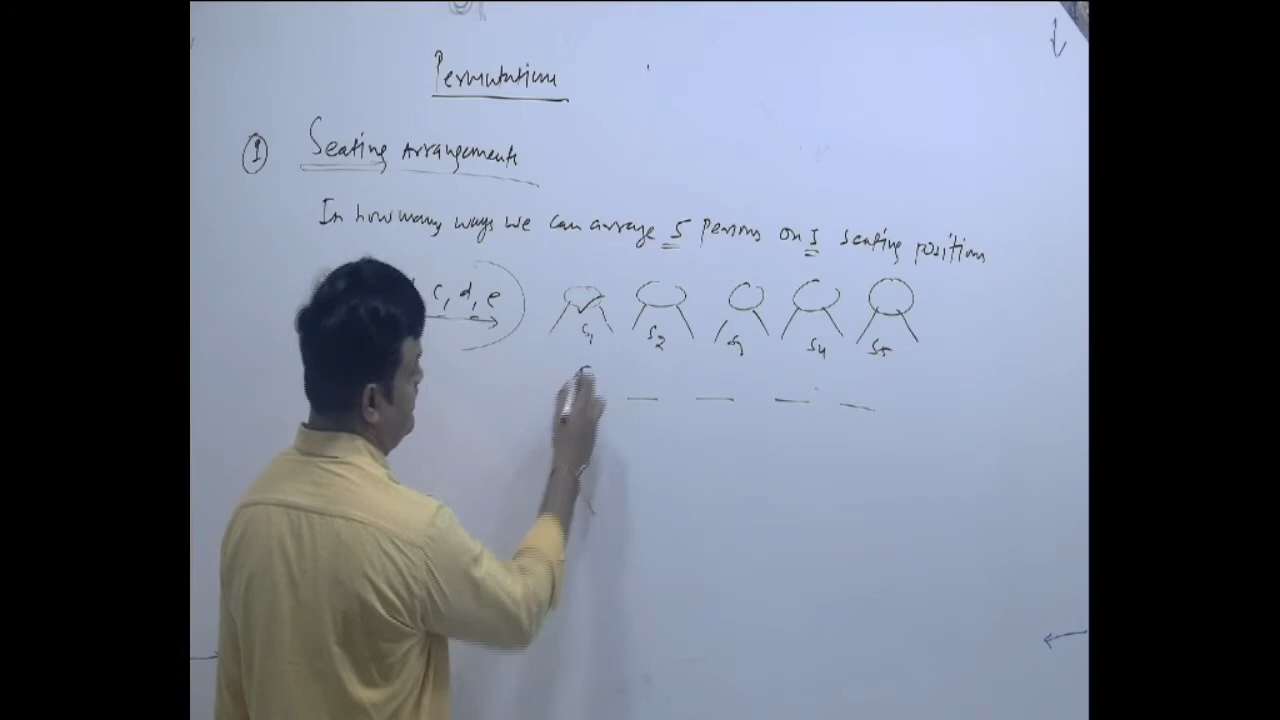 Permutation
① Seating Arrangements
In how many ways we can arrange 5 persons on 5 seating positions
c, d, e
S1 S2 S3 S4 S5